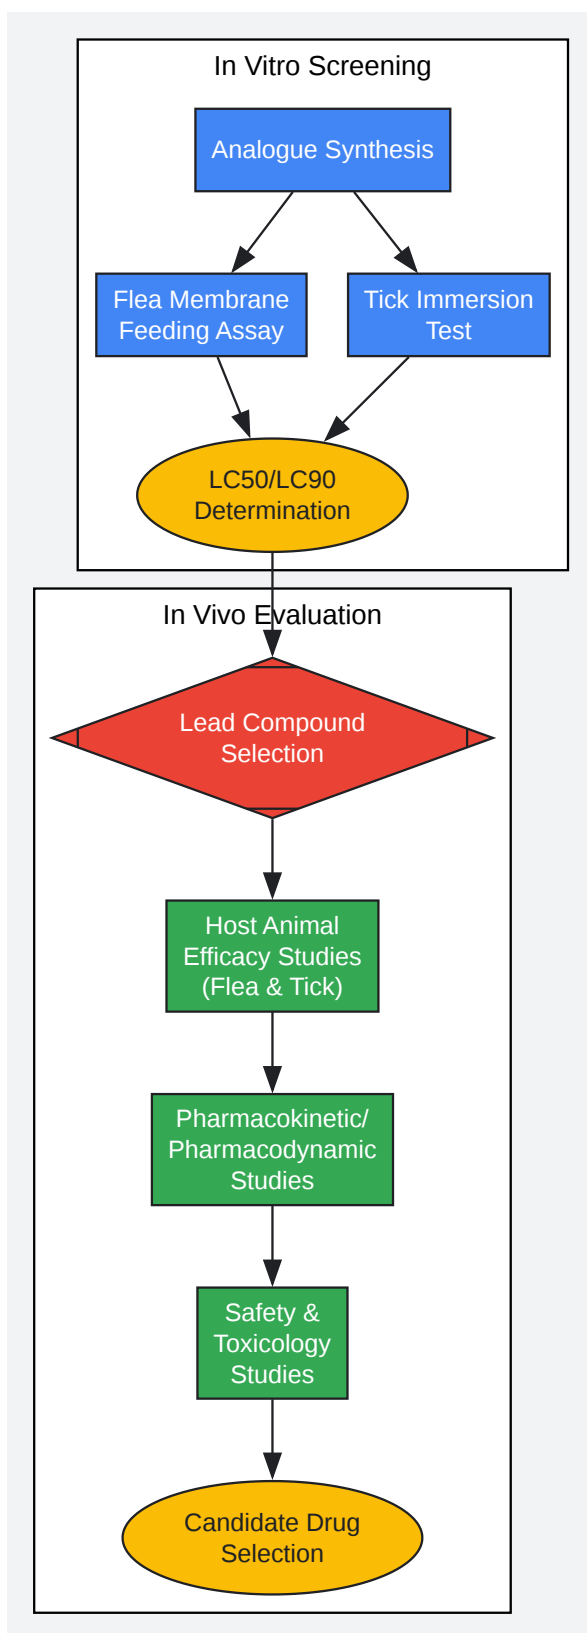 In Vitro Screening
Analogue Synthesis
Flea Membrane
Feeding Assay
Tick Immersion
Test
LC50/LC90
Determination
In Vivo Evaluation
Lead Compound
Selection
Host Animal
Efficacy Studies
(Flea & Tick)
Pharmacokinetic/
Pharmacodynamic
Studies
Safety &
Toxicology
Studies
Candidate Drug
Selection